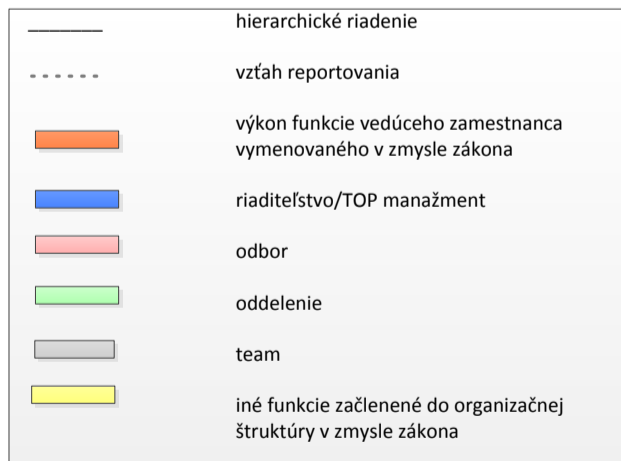 hierarchické riadenie
vzťah reportovania
výkon funkcie vedúceho zamestnanca
vymenovaného v zmysle zákona
riaditeľstvo/TOP manažment
odbor
oddelenie
team
iné funkcie začlenené do organizačnej
štruktúry v zmysle zákona